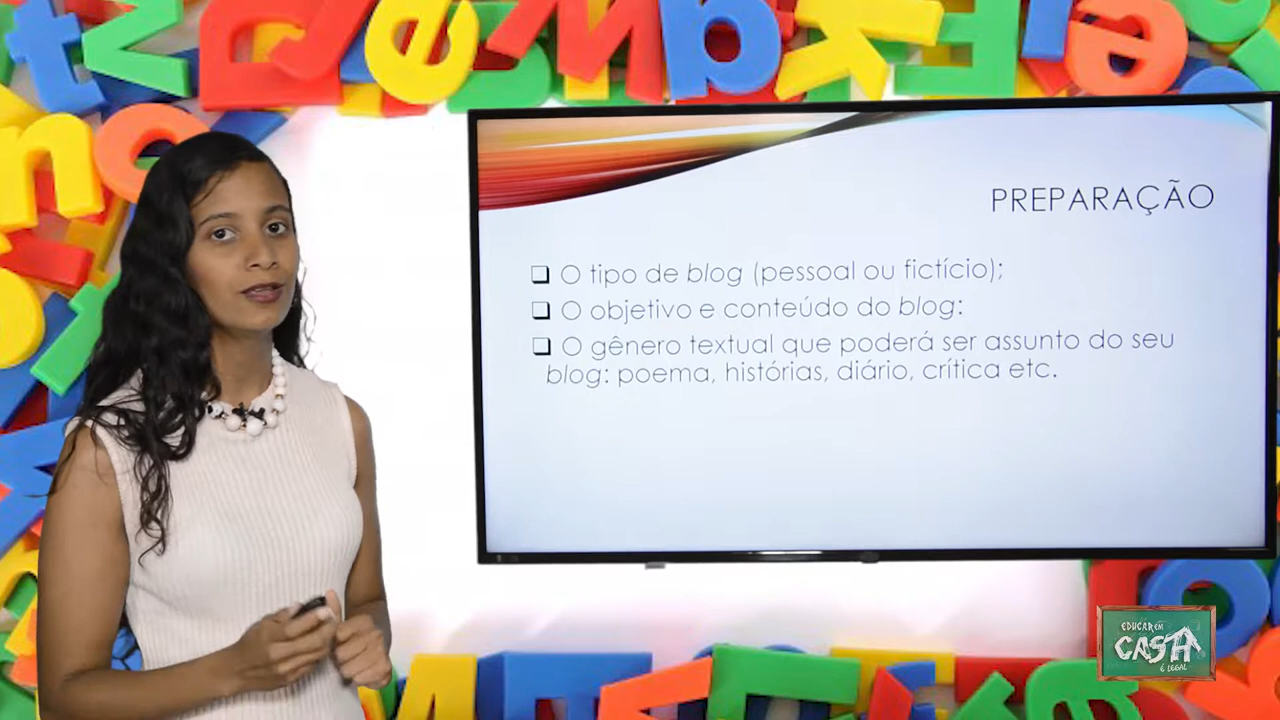 PREPARAÇÃO
O tipo de blog (pessoal ou fictício);
O objetivo e conteúdo do blog:
O gênero textual que poderá ser assunto do seu
blog: poema, histórias, diário, crítica etc.
EDUCAR EM
CASA
É LEGAL